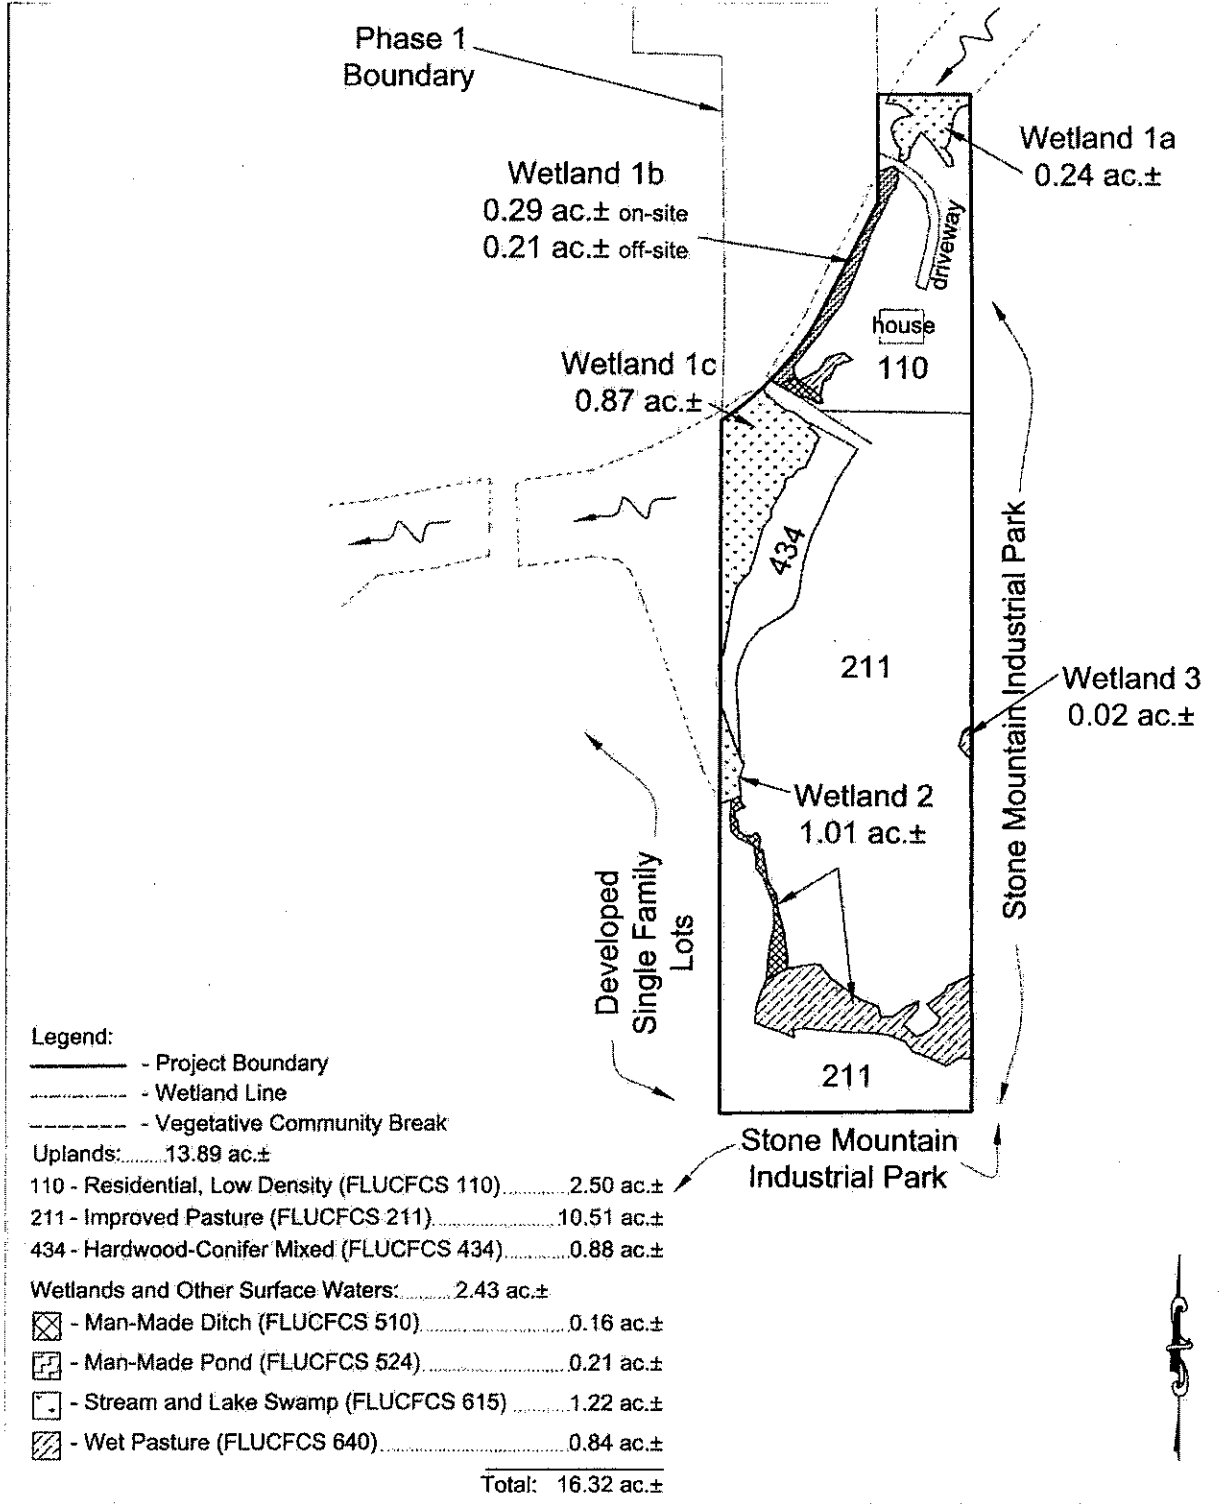 Phase 1
Boundary
Wetland 1a
0.24 ac.±
Wetland 1b
0.29 ac.± on-site
0.21 ac.± off-site
driveway
house
110
Wetland 1c
0.87 ac.±
434
211
Stone Mountain Industrial Park
Wetland 3
0.02 ac.±
Wetland 2
1.01 ac.±
Developed
Single Family
Lots
211
Stone Mountain
Industrial Park
Legend:
- Project Boundary
- Wetland Line
- Vegetative Community Break
Uplands:........13.89 ac.±
110 - Residential, Low Density (FLUCFCS 110)............2.50 ac.±
211 - Improved Pasture (FLUCFCS 211)......................10.51 ac.±
434 - Hardwood-Conifer Mixed (FLUCFCS 434)...........0.88 ac.±
Wetlands and Other Surface Waters:.........2.43 ac.±
- Man-Made Ditch (FLUCFCS 510)..........................0.16 ac.±
- Man-Made Pond (FLUCFCS 524)..........................0.21 ac.±
- Stream and Lake Swamp (FLUCFCS 615) ..........1.22 ac.±
- Wet Pasture (FLUCFCS 640)................................0.84 ac.±
Total: 16.32 ac.±